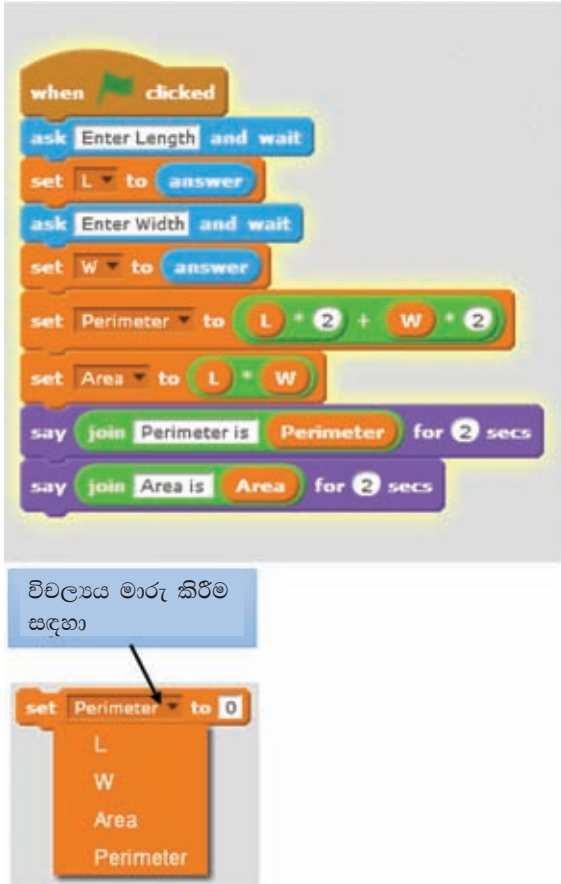 when clicked
ask Enter Length and wait
set L to answer
ask Enter Width and wait
set W to answer
set Perimeter to L * 2 + W * 2
set Area to L * W
say join Perimeter is Perimeter for 2 secs
say join Area is Area for 2 secs
විචල්‍යය මාරු කිරීම
සඳහා
set Perimeter to 0
L
W
Area
Perimeter